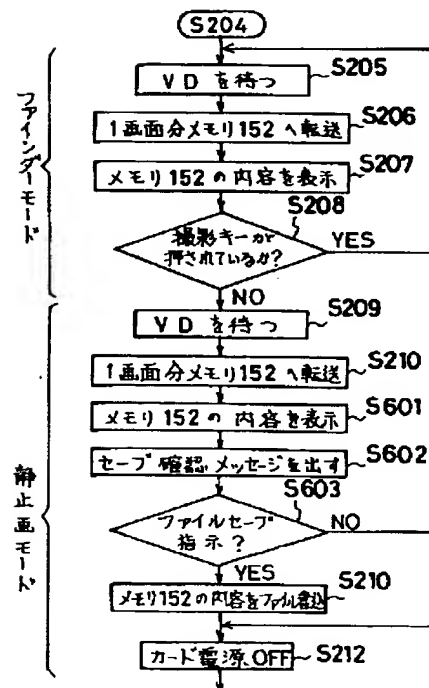 S204
S205
VDを待つ
S206
1画面分メモリ152へ転送
S207
メモリ152の内容を表示
S208
撮影キーが
押されているか?
YES
NO
ファインダーモード
S209
VDを待つ
S210
1画面分メモリ152へ転送
S601
メモリ152の内容を表示
S602
セーブ確認メッセージを出す
S603
ファイルセーブ
指示?
NO
YES
静止画モード
S210
メモリ152の内容をファイル書込
S212
カード電源OFF